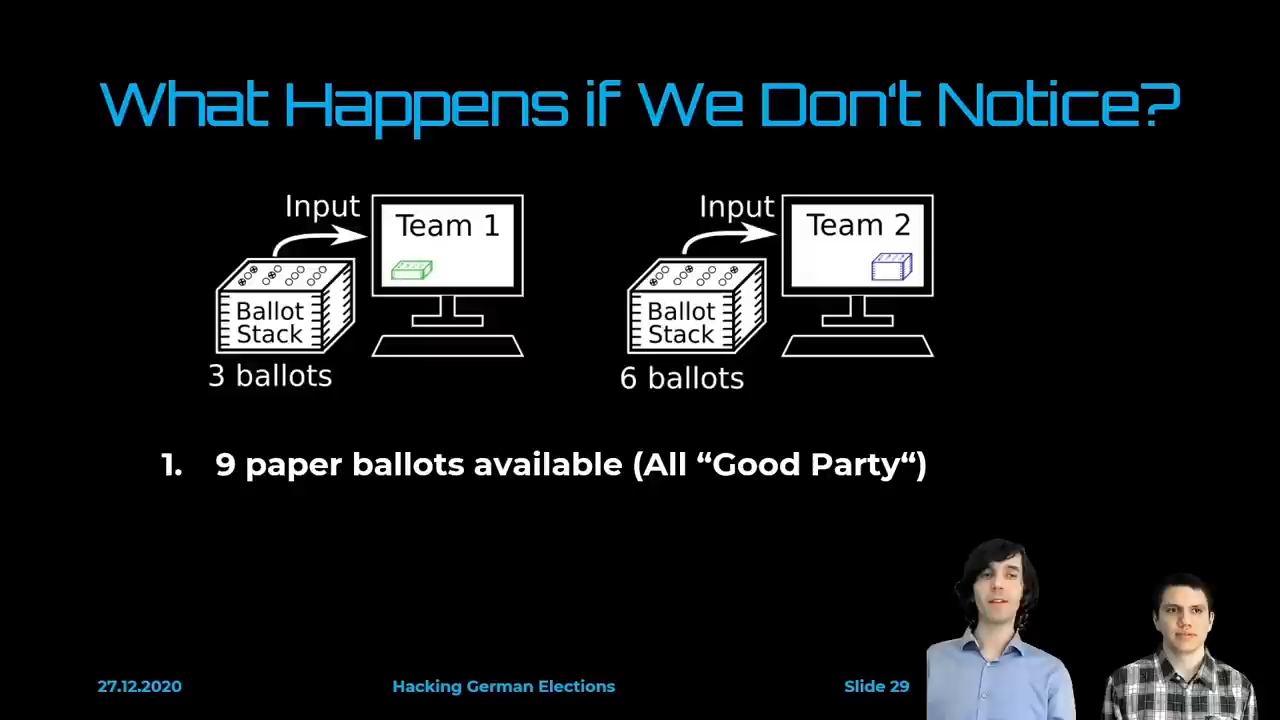 What Happens if We Don‘t Notice?
Input
Team 1
Ballot
Stack
3 ballots
Input
Team 2
Ballot
Stack
6 ballots
1. 9 paper ballots available (All “Good Party“)
27.12.2020
Hacking German Elections
Slide 29